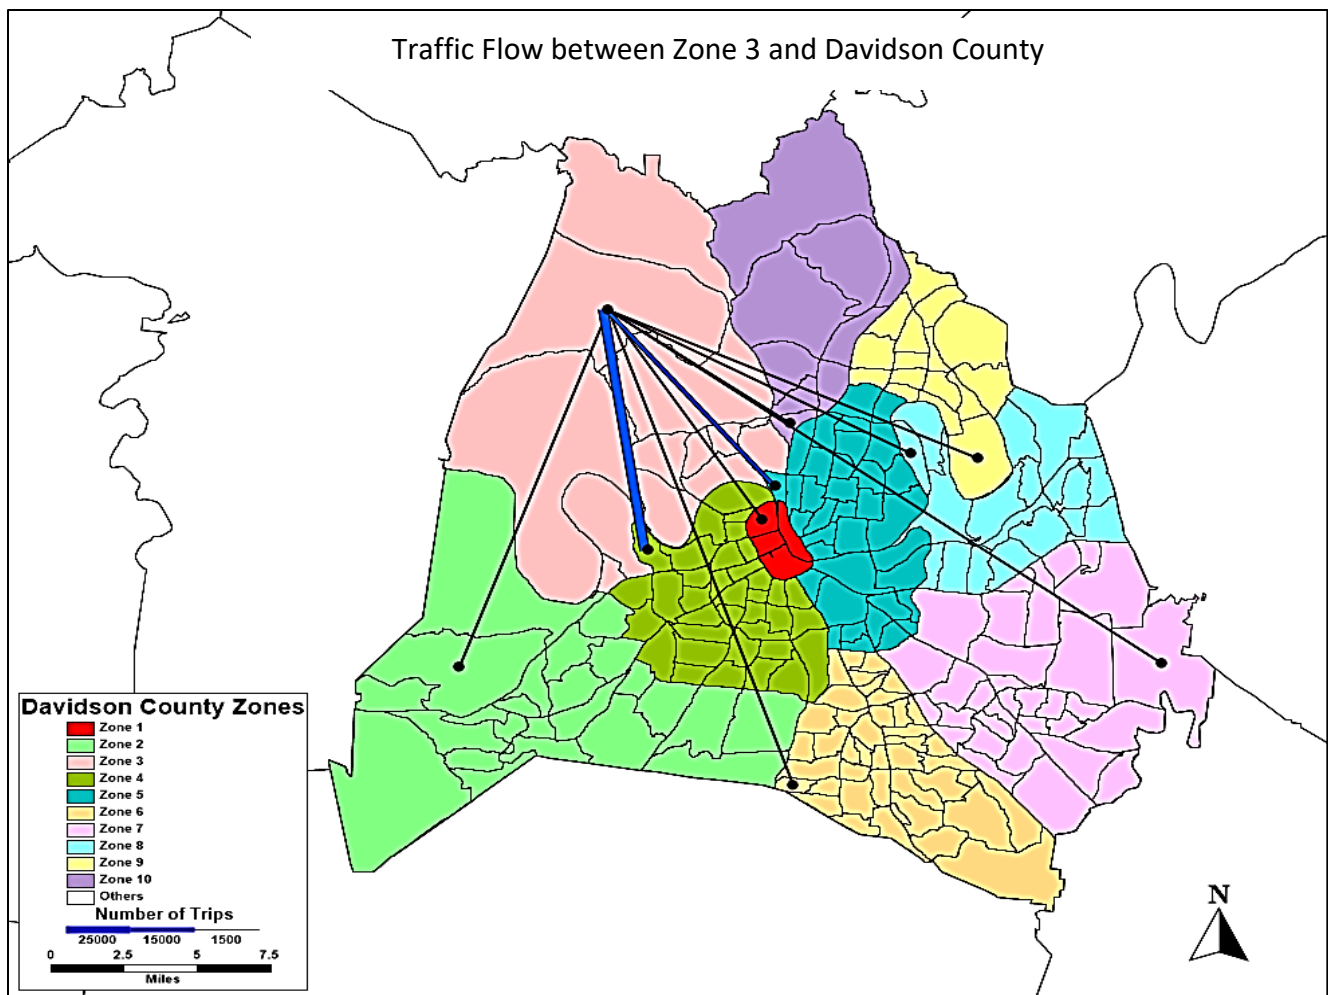 Traffic Flow between Zone 3 and Davidson County
Davidson County Zones
Zone 1
Zone 2
Zone 3
Zone 4
Zone 5
Zone 6
Zone 7
Zone 8
Zone 9
Zone 10
Others
Number of Trips
25000 15000 1500
0 2.5 5 7.5
Miles
N